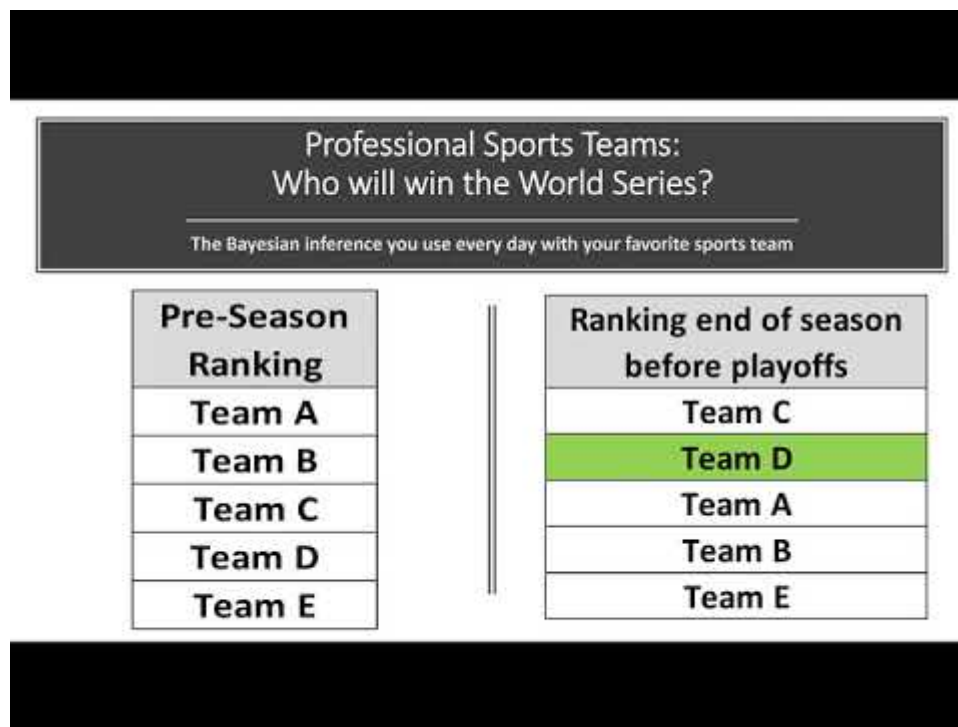 Professional Sports Teams:
Who will win the World Series?
The Bayesian inference you use every day with your favorite sports team
Pre-Season
Ranking
Team A
Team B
Team C
Team D
Team E
Ranking end of season
before playoffs
Team C
Team D
Team A
Team B
Team E